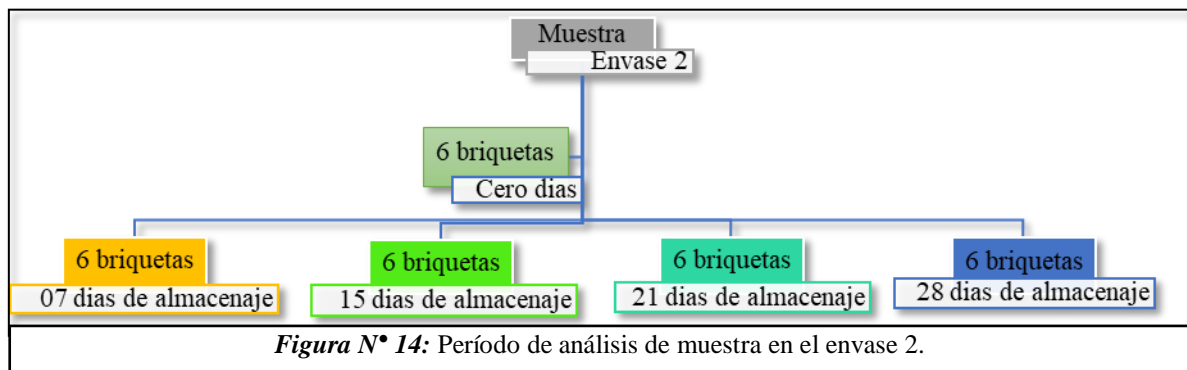 Muestra
Envase 2
6 briquetas
Cero dias
6 briquetas
07 dias de almacenaje
6 briquetas
15 dias de almacenaje
6 briquetas
21 dias de almacenaje
6 briquetas
28 dias de almacenaje
Figura N° 14: Período de análisis de muestra en el envase 2.